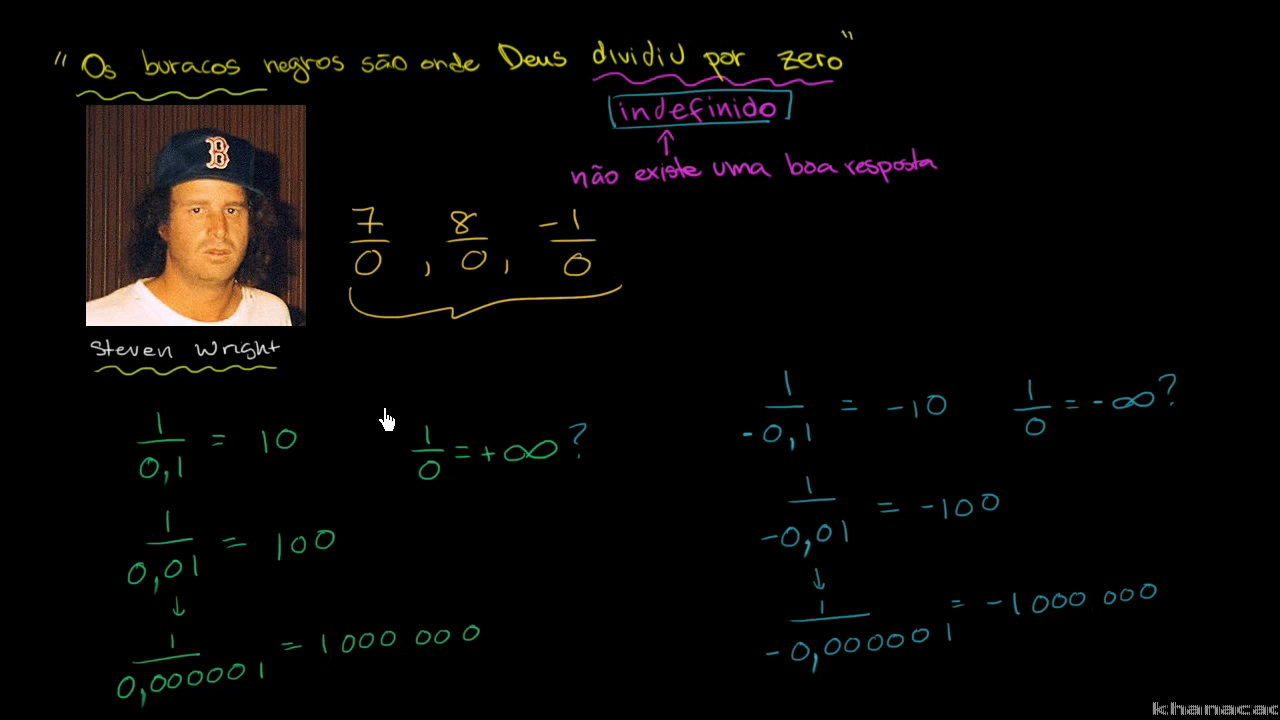 "Os buracos negros são onde Deus dividiu por zero"
indefinido
↑
não existe uma boa resposta
B
7/0 , 8/0, -1/0
Steven Wright
1/0,1 = 10
1/0 = +∞?
1/0,01 = 100
↓
1/0,000001 = 1 000 000
1/-0,1 = -10
1/0 = -∞?
1/-0,01 = -100
↓
1/-0,000001 = -1 000 000
khanacac